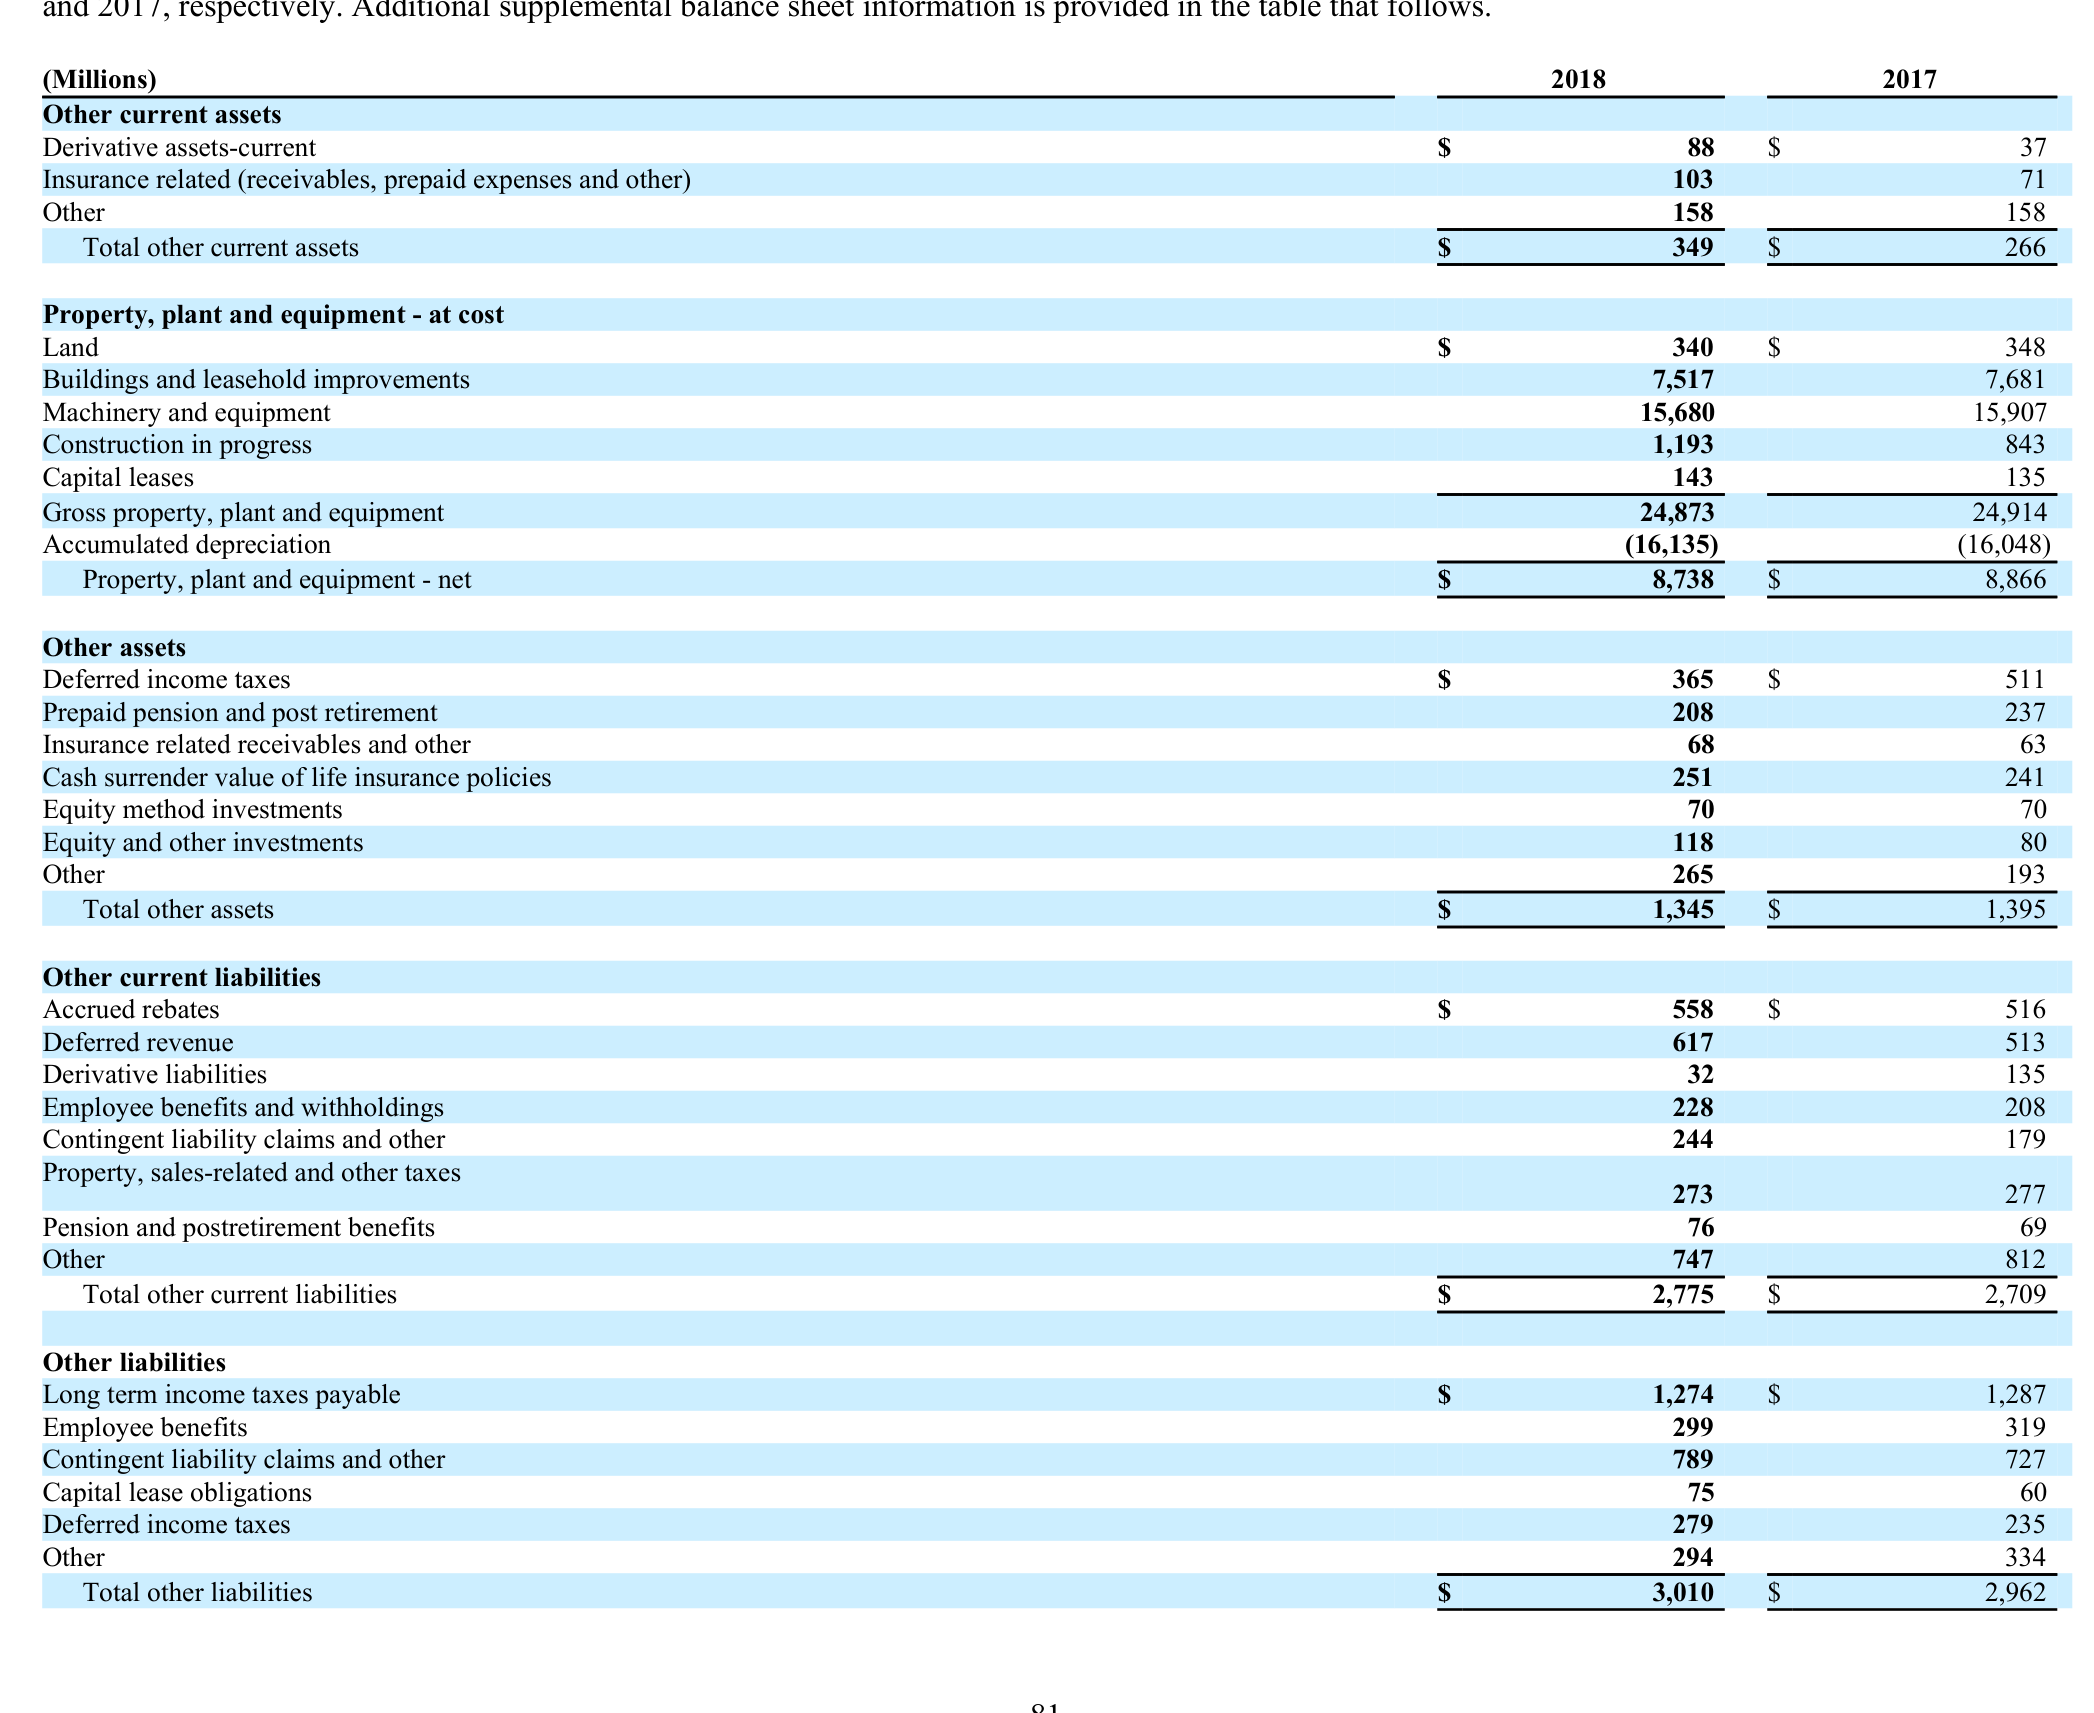 and 2017, respectively. Additional supplemental balance sheet information is provided in the table that follows.
(Millions) 2018 2017
Other current assets
Derivative assets-current $ 88 $ 37
Insurance related (receivables, prepaid expenses and other) 103 71
Other 158 158
Total other current assets $ 349 $ 266
Property, plant and equipment - at cost
Land $ 340 $ 348
Buildings and leasehold improvements 7,517 7,681
Machinery and equipment 15,680 15,907
Construction in progress 1,193 843
Capital leases 143 135
Gross property, plant and equipment 24,873 24,914
Accumulated depreciation (16,135) (16,048)
Property, plant and equipment - net $ 8,738 $ 8,866
Other assets
Deferred income taxes $ 365 $ 511
Prepaid pension and post retirement 208 237
Insurance related receivables and other 68 63
Cash surrender value of life insurance policies 251 241
Equity method investments 70 70
Equity and other investments 118 80
Other 265 193
Total other assets $ 1,345 $ 1,395
Other current liabilities
Accrued rebates $ 558 $ 516
Deferred revenue 617 513
Derivative liabilities 32 135
Employee benefits and withholdings 228 208
Contingent liability claims and other 244 179
Property, sales-related and other taxes 273 277
Pension and postretirement benefits 76 69
Other 747 812
Total other current liabilities $ 2,775 $ 2,709
Other liabilities
Long term income taxes payable $ 1,274 $ 1,287
Employee benefits 299 319
Contingent liability claims and other 789 727
Capital lease obligations 75 60
Deferred income taxes 279 235
Other 294 334
Total other liabilities $ 3,010 $ 2,962
81